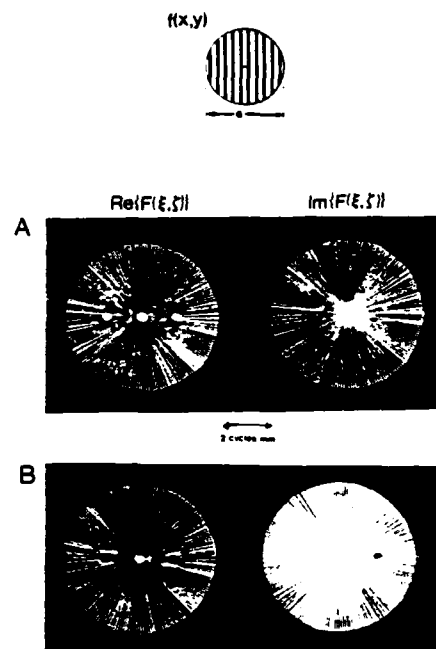 f(x,y)
Re{F(ξ,ζ)} Im{F(ξ,ζ)}
A
2 cycles mm
B